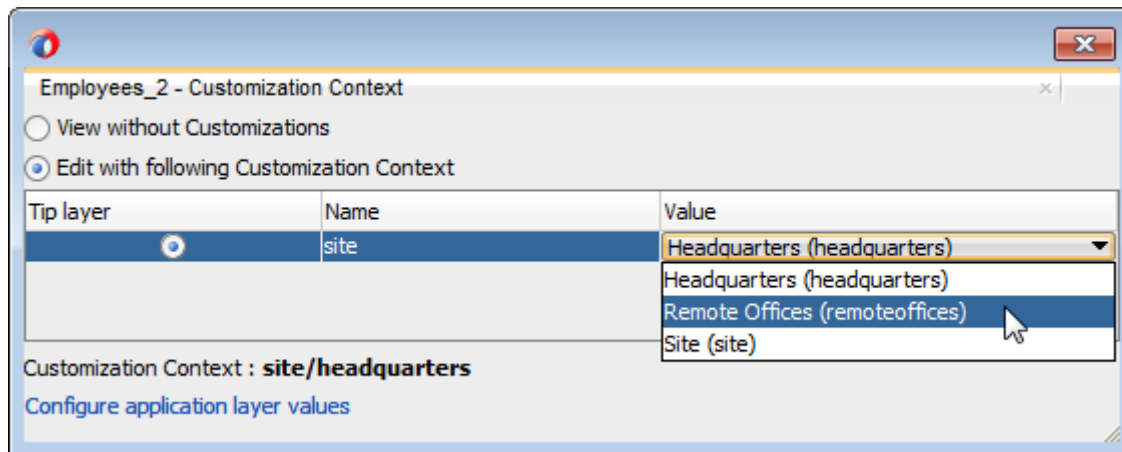 Employees_2 - Customization Context
View without Customizations
Edit with following Customization Context
Tip layer Name Value
site Headquarters (headquarters)
Headquarters (headquarters)
Remote Offices (remoteoffices)
Site (site)
Customization Context : site/headquarters
Configure application layer values